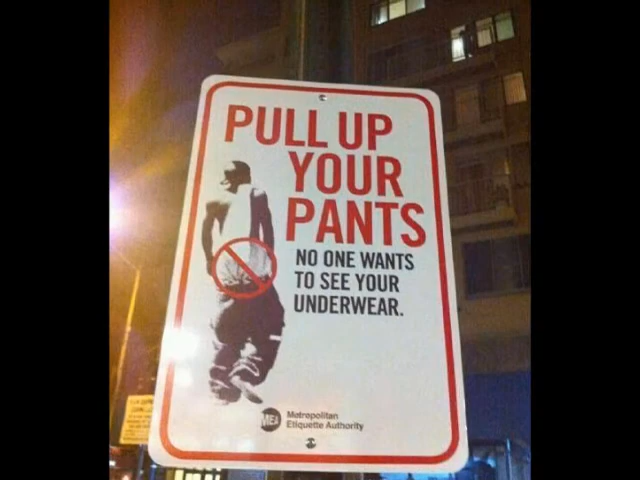 PULL UP
YOUR
PANTS
NO ONE WANTS
TO SEE YOUR
UNDERWEAR.
MEA
Metropolitan
Etiquette Authority